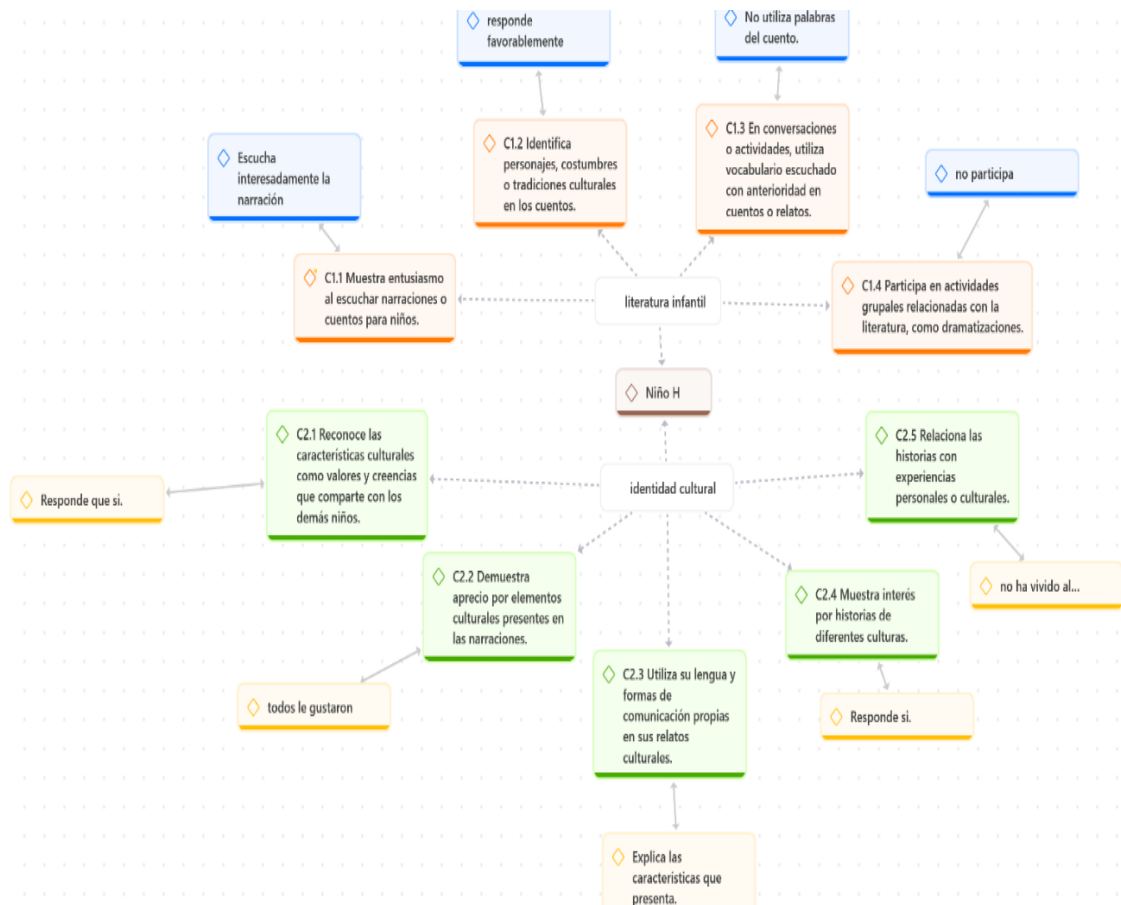 responde
favorablemente
No utiliza palabras
del cuento.
C1.2 Identifica
personajes, costumbres
o tradiciones culturales
en los cuentos.
C1.3 En conversaciones
o actividades, utiliza
vocabulario escuchado
con anterioridad en
cuentos o relatos.
Escucha
interesadamente la
narración
no participa
C1.1 Muestra entusiasmo
al escuchar narraciones o
cuentos para niños.
literatura infantil
C1.4 Participa en actividades
grupales relacionadas con la
literatura, como dramatizaciones.
Niño H
C2.1 Reconoce las
características culturales
como valores y creencias
que comparte con los
demás niños.
Responde que si.
identidad cultural
C2.5 Relaciona las
historias con
experiencias
personales o culturales.
C2.2 Demuestra
aprecio por elementos
culturales presentes en
las narraciones.
no ha vivido al...
C2.4 Muestra interés
por historias de
diferentes culturas.
todos le gustaron
C2.3 Utiliza su lengua y
formas de
comunicación propias
en sus relatos
culturales.
Responde si.
Explica las
características que
presenta.